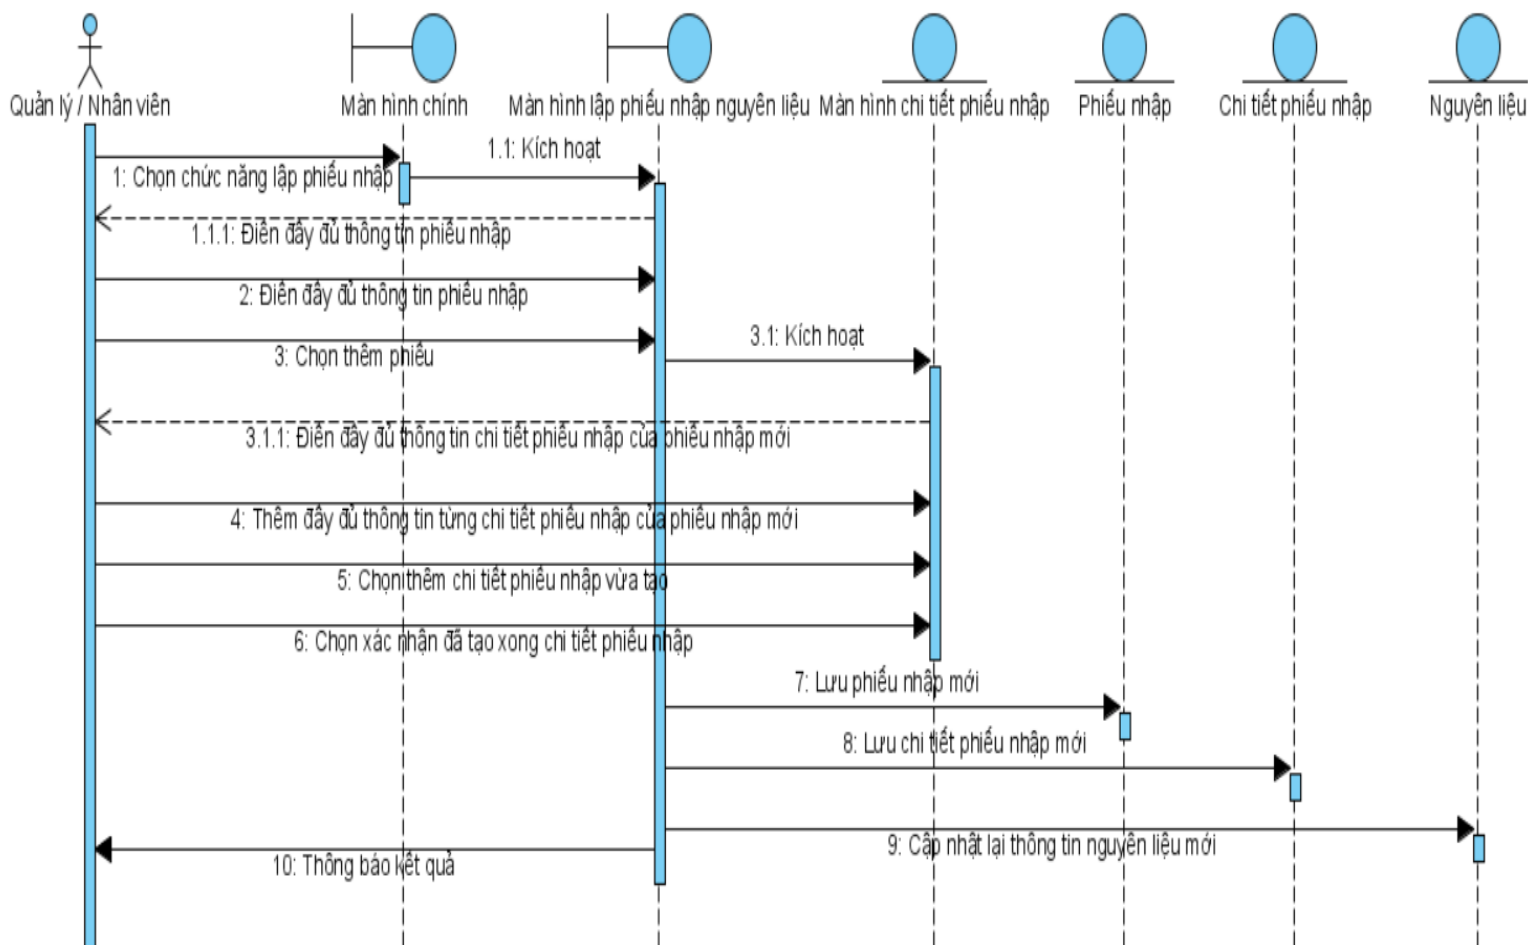 Quản lý / Nhân viên
Màn hình chính
Màn hình lập phiếu nhập nguyên liệu
Màn hình chi tiết phiếu nhập
Phiếu nhập
Chi tiết phiếu nhập
Nguyên liệu
1: Chọn chức năng lập phiếu nhập
1.1: Kích hoạt
1.1.1: Điền đầy đủ thông tin phiếu nhập
2: Điền đầy đủ thông tin phiếu nhập
3: Chọn thêm phiếu
3.1: Kích hoạt
3.1.1: Điền đầy đủ thông tin chi tiết phiếu nhập của phiếu nhập mới
4: Thêm đầy đủ thông tin từng chi tiết phiếu nhập của phiếu nhập mới
5: Chọn thêm chi tiết phiếu nhập vừa tạo
6: Chọn xác nhận đã tạo xong chi tiết phiếu nhập
7: Lưu phiếu nhập mới
8: Lưu chi tiết phiếu nhập mới
9: Cập nhật lại thông tin nguyên liệu mới
10: Thông báo kết quả